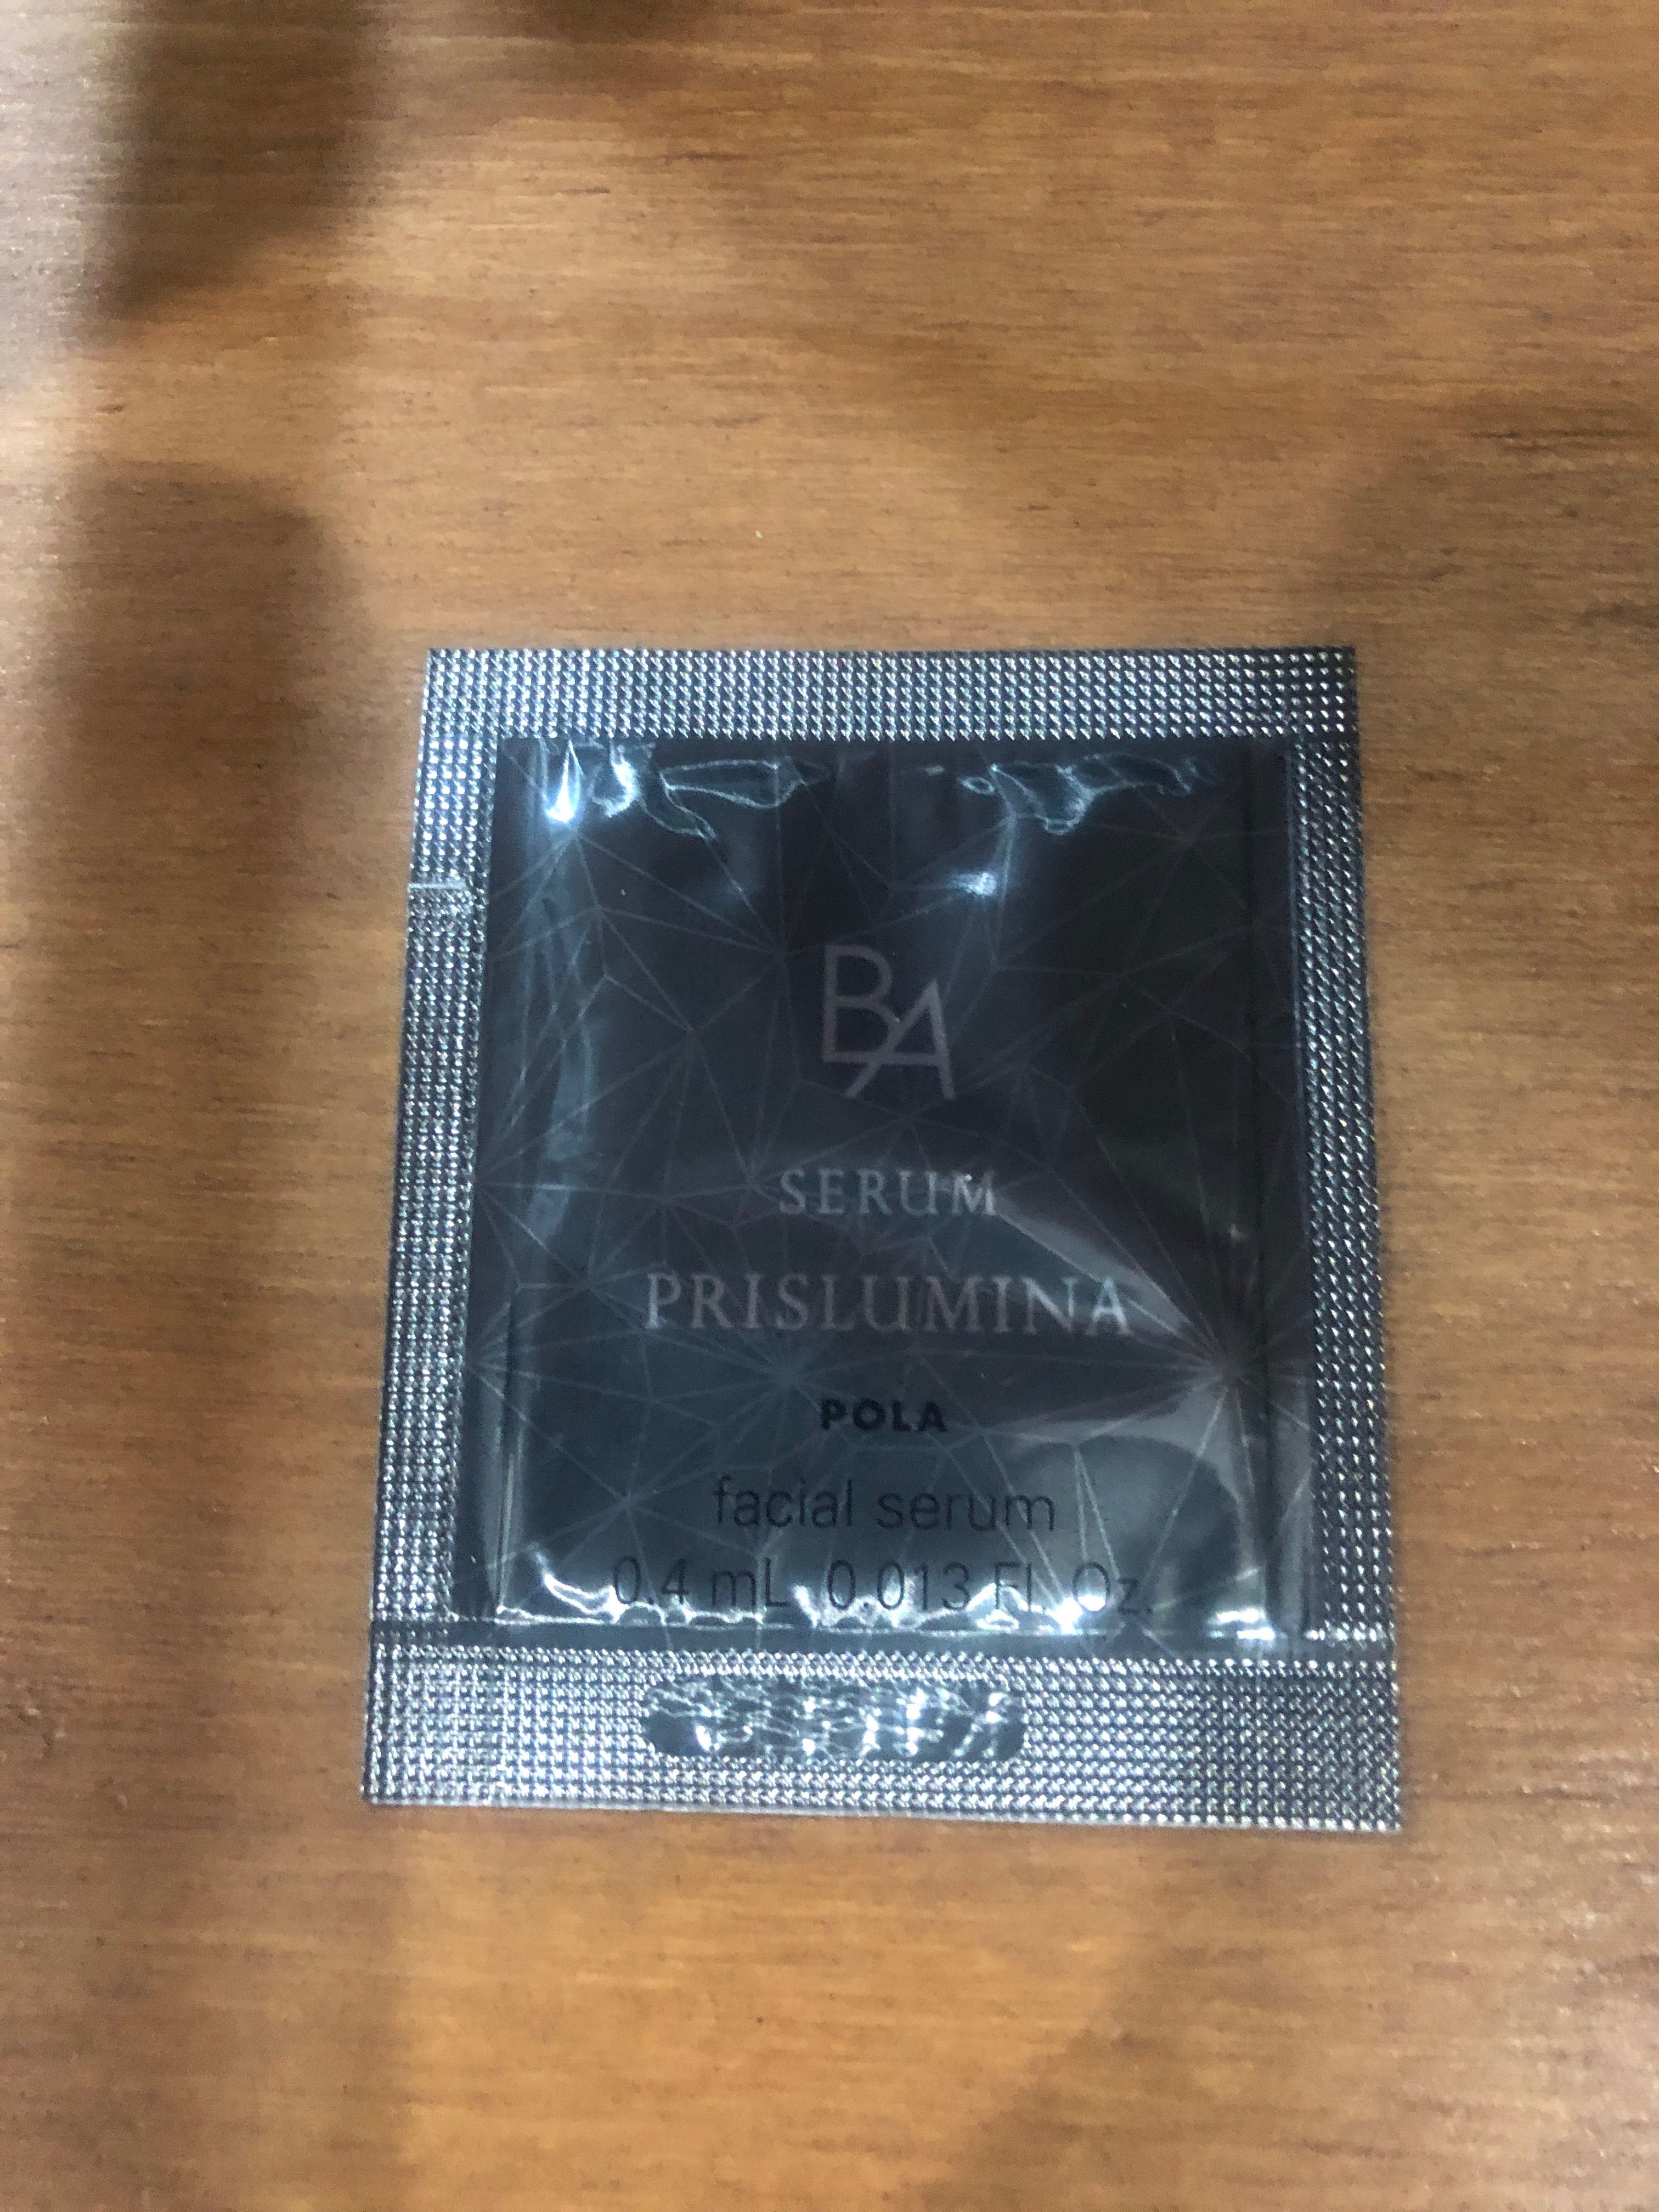 BA
SERUM
PRISLUMINA
POLA
facial serum
0.4 mL 0.013 Fl. Oz.